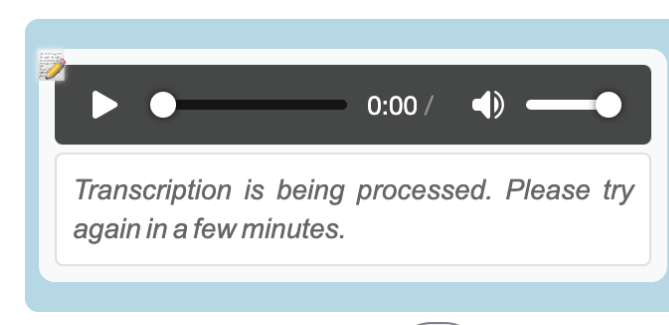 0:00 /
Transcription is being processed. Please try
again in a few minutes.